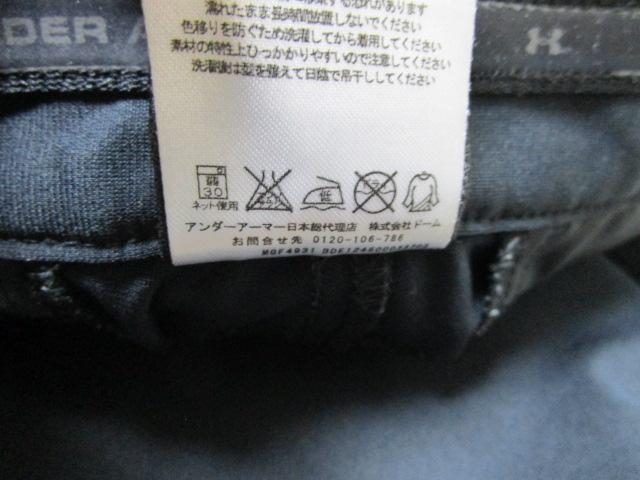 DER A
濡れたまま長時間放置しないでください
色移りを防ぐため洗濯してから着用してください
素材の特性上ひっかかりやすいので注意してください
洗濯後は型を整えて日陰で吊干ししてください
弱
30
ネット使用
アンダーアーマー日本総代理店 株式会社ドーム
お問合せ先 0120-106-786
MGF4931